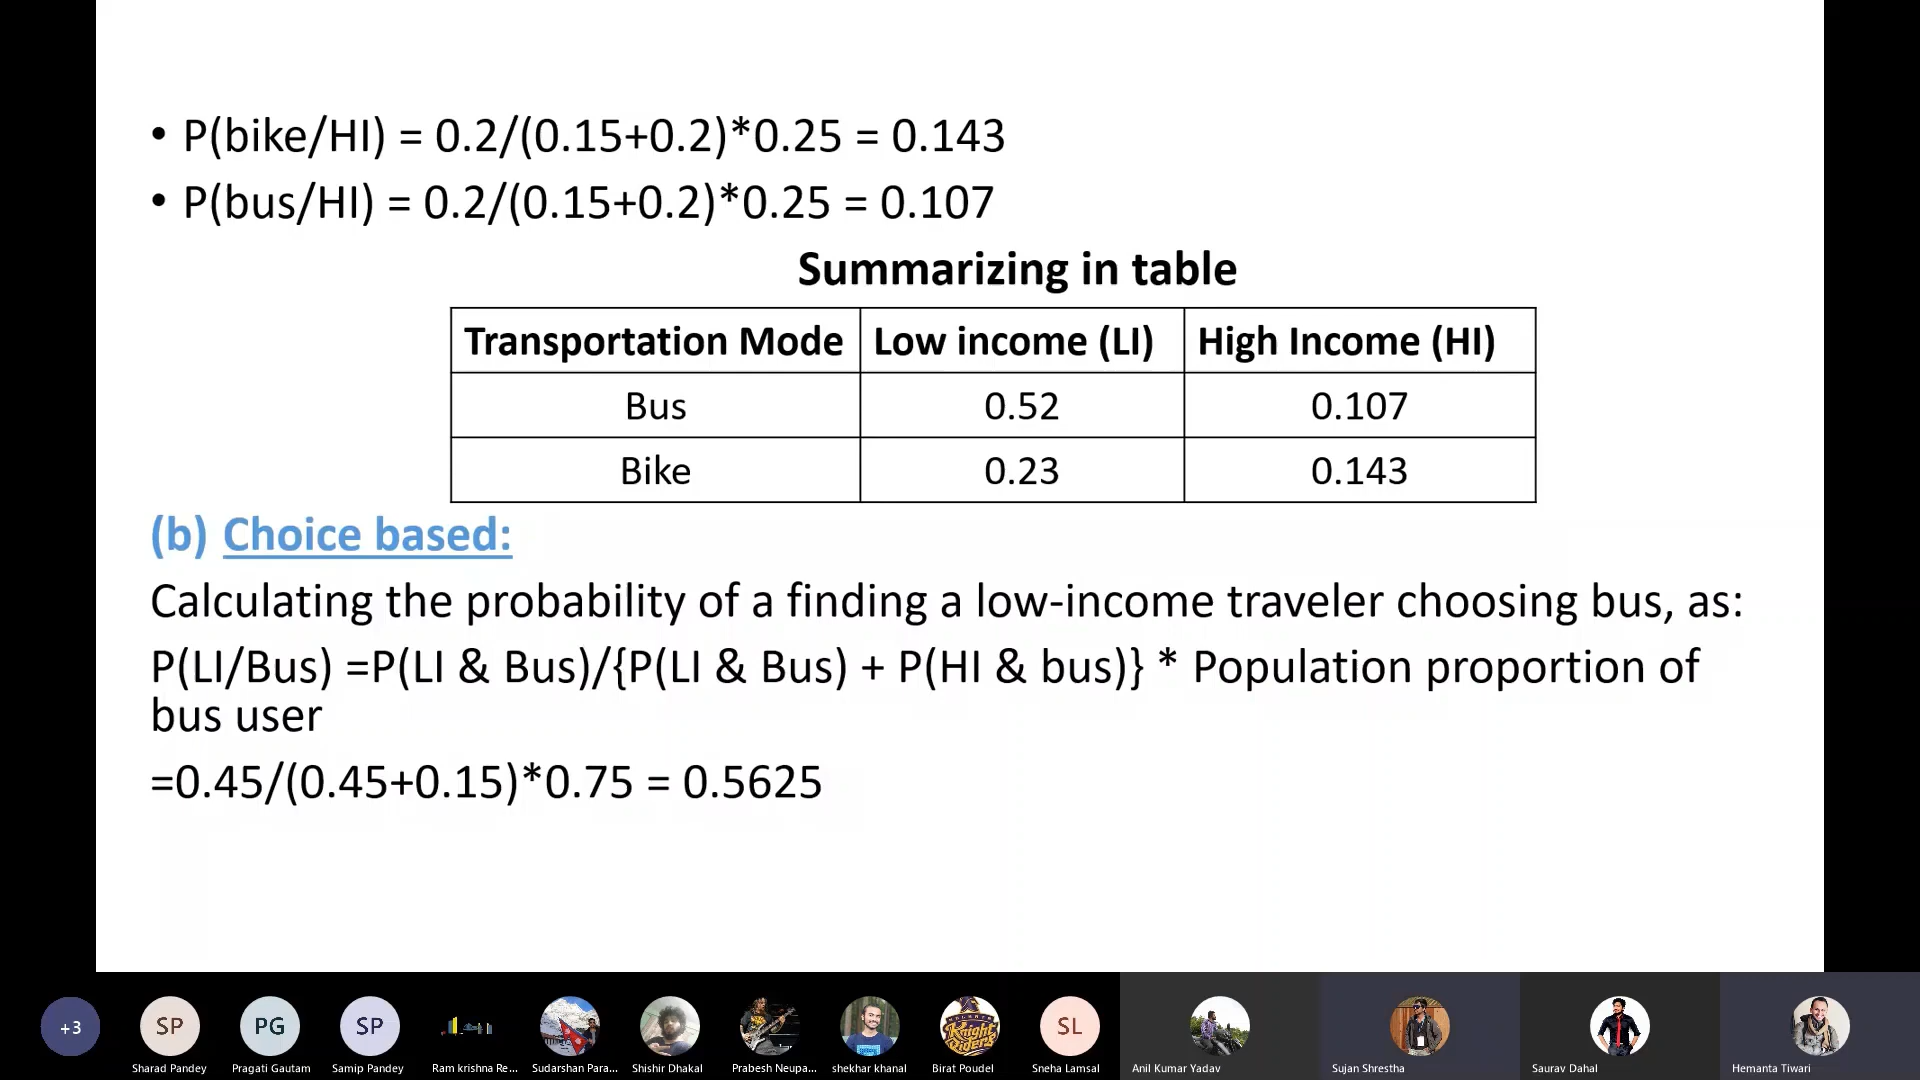 • P(bike/HI) = 0.2/(0.15+0.2)*0.25 = 0.143
• P(bus/HI) = 0.2/(0.15+0.2)*0.25 = 0.107
Summarizing in table
Transportation Mode Low income (LI) High Income (HI)
Bus 0.52 0.107
Bike 0.23 0.143
(b) Choice based:
Calculating the probability of a finding a low-income traveler choosing bus, as:
P(LI/Bus) =P(LI & Bus)/{P(LI & Bus) + P(HI & bus)} * Population proportion of
bus user
=0.45/(0.45+0.15)*0.75 = 0.5625
+3 SP PG SP Knight Riders SL
Sharad Pandey Pragati Gautam Samip Pandey Ram krishna Re... Sudarshan Para... Shishir Dhakal Prabesh Neupa... shekhar khanal Birat Poudel Sneha Lamsal Anil Kumar Yadav Sujan Shrestha Saurav Dahal Hemanta Tiwari